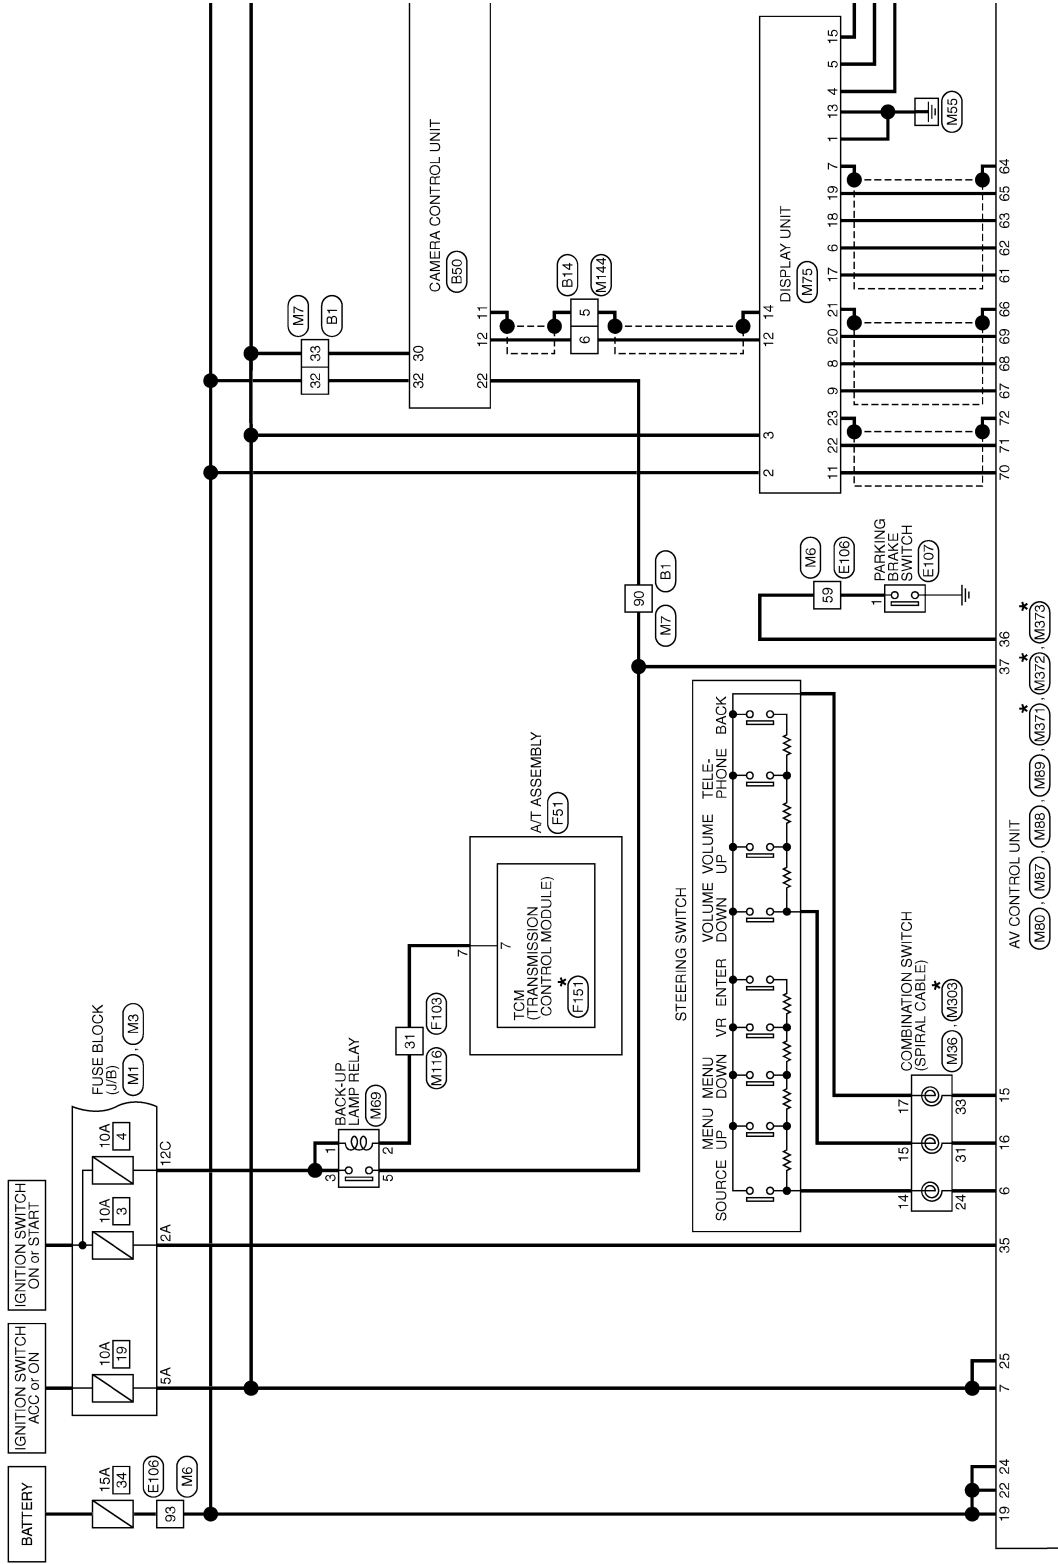 BATTERY
15A
34
E106
93
M6
IGNITION SWITCH
ACC or ON
10A
19
5A
IGNITION SWITCH
ON or START
10A
3
2A
10A
4
12C
FUSE BLOCK
(J/B)
M1 , M3
BACK-UP
LAMP RELAY
M69
1
3
2
5
M116
31
F103
7
7
TCM
(TRANSMISSION
CONTROL MODULE)
*
F151
A/T ASSEMBLY
F51
M7
90
B1
M7
B1
32
33
32
30
CAMERA CONTROL UNIT
B50
22
12
11
B14
M144
6
5
12
14
2
3
DISPLAY UNIT
M75
11
22
23
9
8
20
21
17
6
18
19
7
1
13
4
5
15
M55
STEERING SWITCH
SOURCE
MENU
UP
MENU
DOWN
VR
ENTER
VOLUME
DOWN
VOLUME
UP
TELE-
PHONE
BACK
COMBINATION SWITCH
(SPIRAL CABLE)
M36 , M303
*
14
15
17
24
31
33
M6
59
E106
PARKING
BRAKE
SWITCH
E107
1
19
22
24
7
25
35
6
16
15
37
36
70
71
72
67
68
69
66
61
62
63
65
64
AV CONTROL UNIT
M80 , M87 , M88 , M89 , M371 , M372 , M373
*
*
*